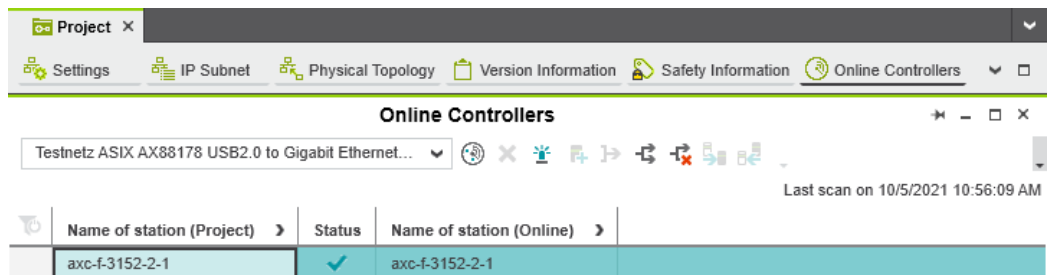 Project
Settings IP Subnet Physical Topology Version Information Safety Information Online Controllers
Online Controllers
Testnetz ASIX AX88178 USB2.0 to Gigabit Ethernet...
Last scan on 10/5/2021 10:56:09 AM
Name of station (Project) Status Name of station (Online)
axc-f-3152-2-1 axc-f-3152-2-1